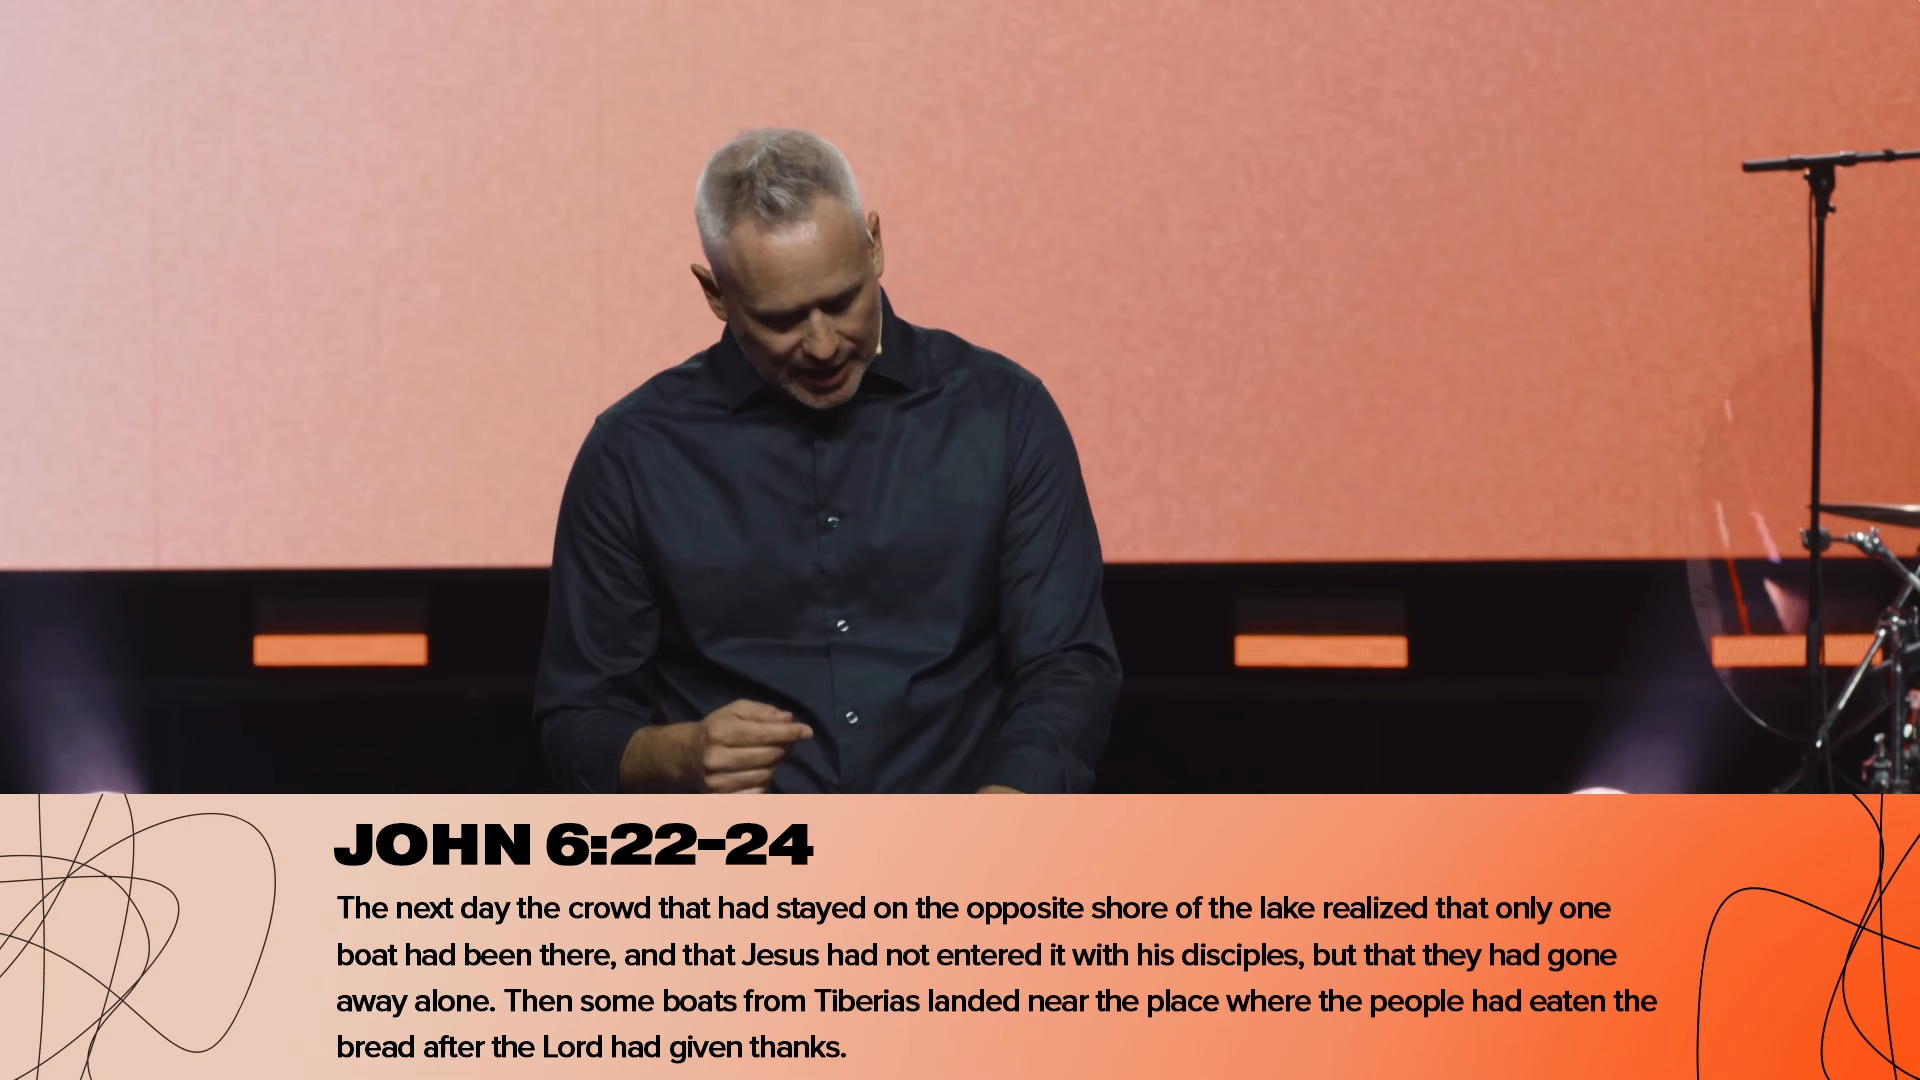 JOHN 6:22-24
The next day the crowd that had stayed on the opposite shore of the lake realized that only one
boat had been there, and that Jesus had not entered it with his disciples, but that they had gone
away alone. Then some boats from Tiberias landed near the place where the people had eaten the
bread after the Lord had given thanks.